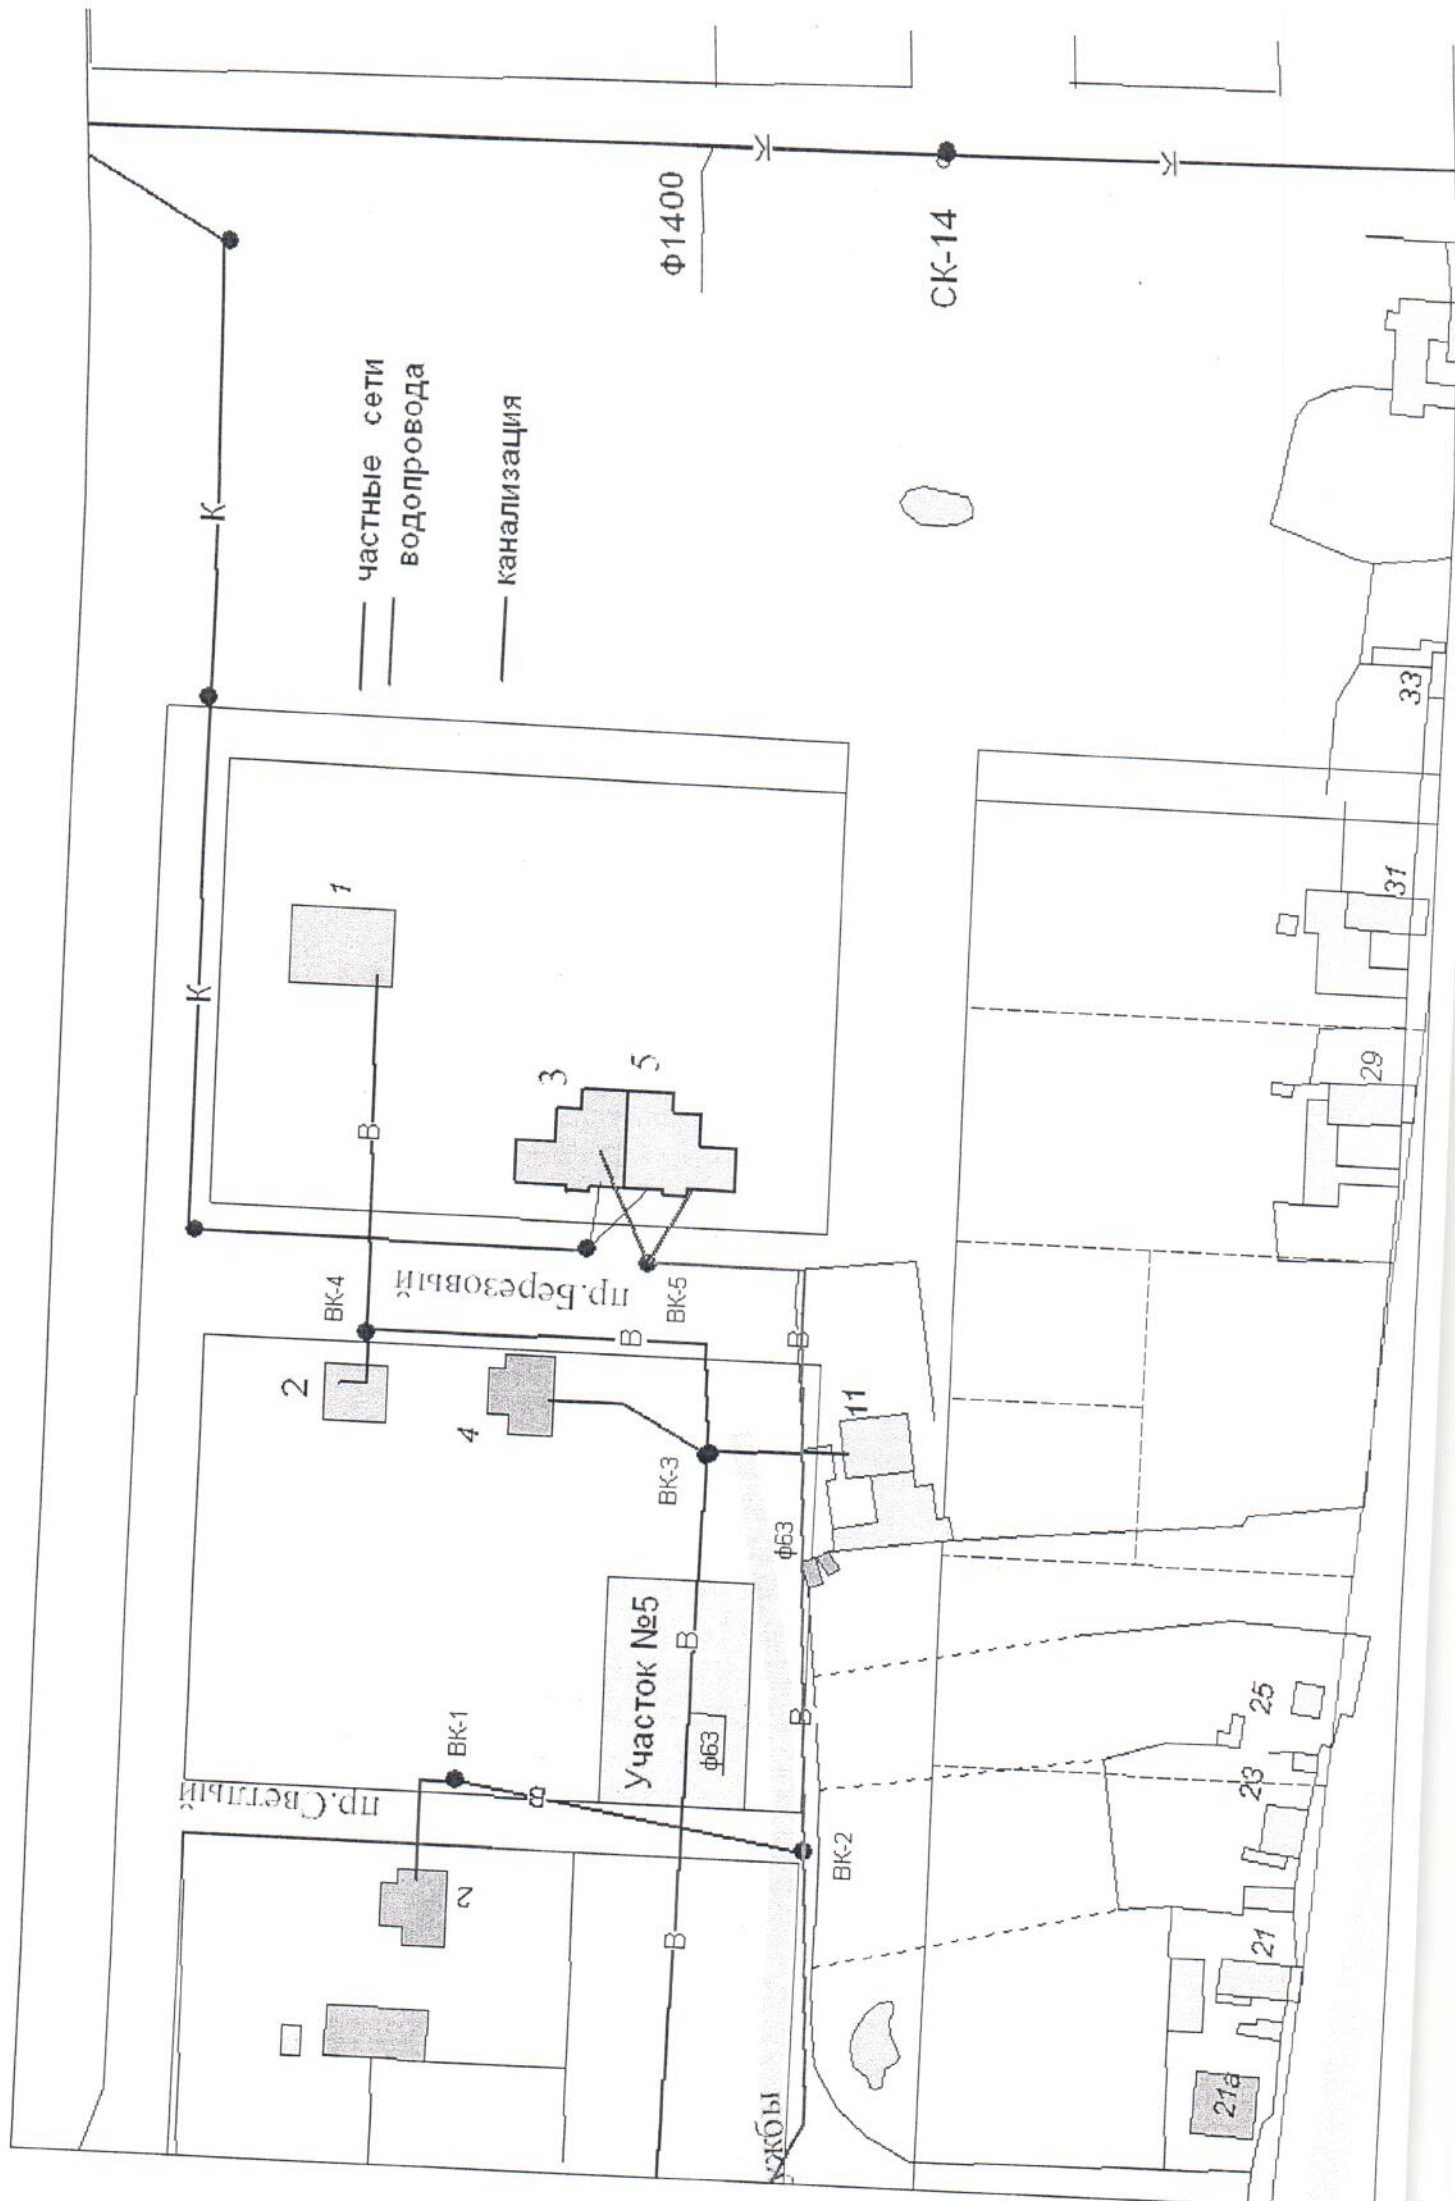 Ф1400
К
К
СК-14
К
К
частные сети
водопровода
канализация
1
В
3
5
33
31
29
ВК-4
пр.Березовый
ВК-5
В
В
2
4
ВК-3
11
ф63
Участок №5
В
ф63
В
ВК-1
пр.Светлый
В
ВК-2
2
В
жбы
25
23
21
21а